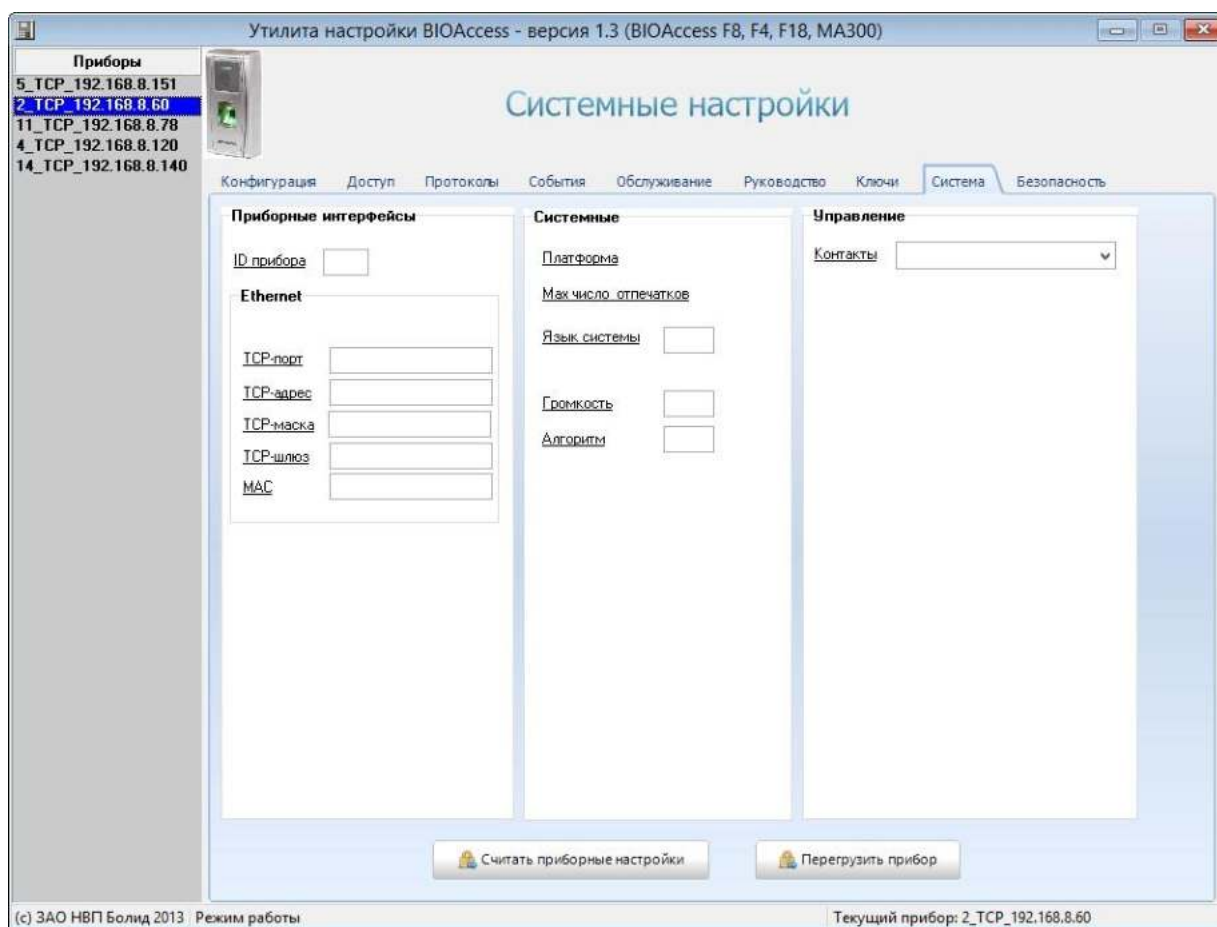 Утилита настройки BIOAccess - версия 1.3 (BIOAccess F8, F4, F18, MA300)
Приборы
5_TCP_192.168.8.151
2_TCP_192.168.8.60
11_TCP_192.168.8.78
4_TCP_192.168.8.120
14_TCP_192.168.8.140
Системные настройки
Конфигурация Доступ Протоколы События Обслуживание Руководство Ключи Система Безопасность
Приборные интерфейсы
ID прибора
Ethernet
TCP-порт
TCP-адрес
TCP-маска
TCP-шлюз
MAC
Системные
Платформа
Мах число отпечатков
Язык системы
Громкость
Алгоритм
Управление
Контакты
Считать приборные настройки
Перегрузить прибор
(c) ЗАО НВП Болид 2013 Режим работы Текущий прибор: 2_TCP_192.168.8.60